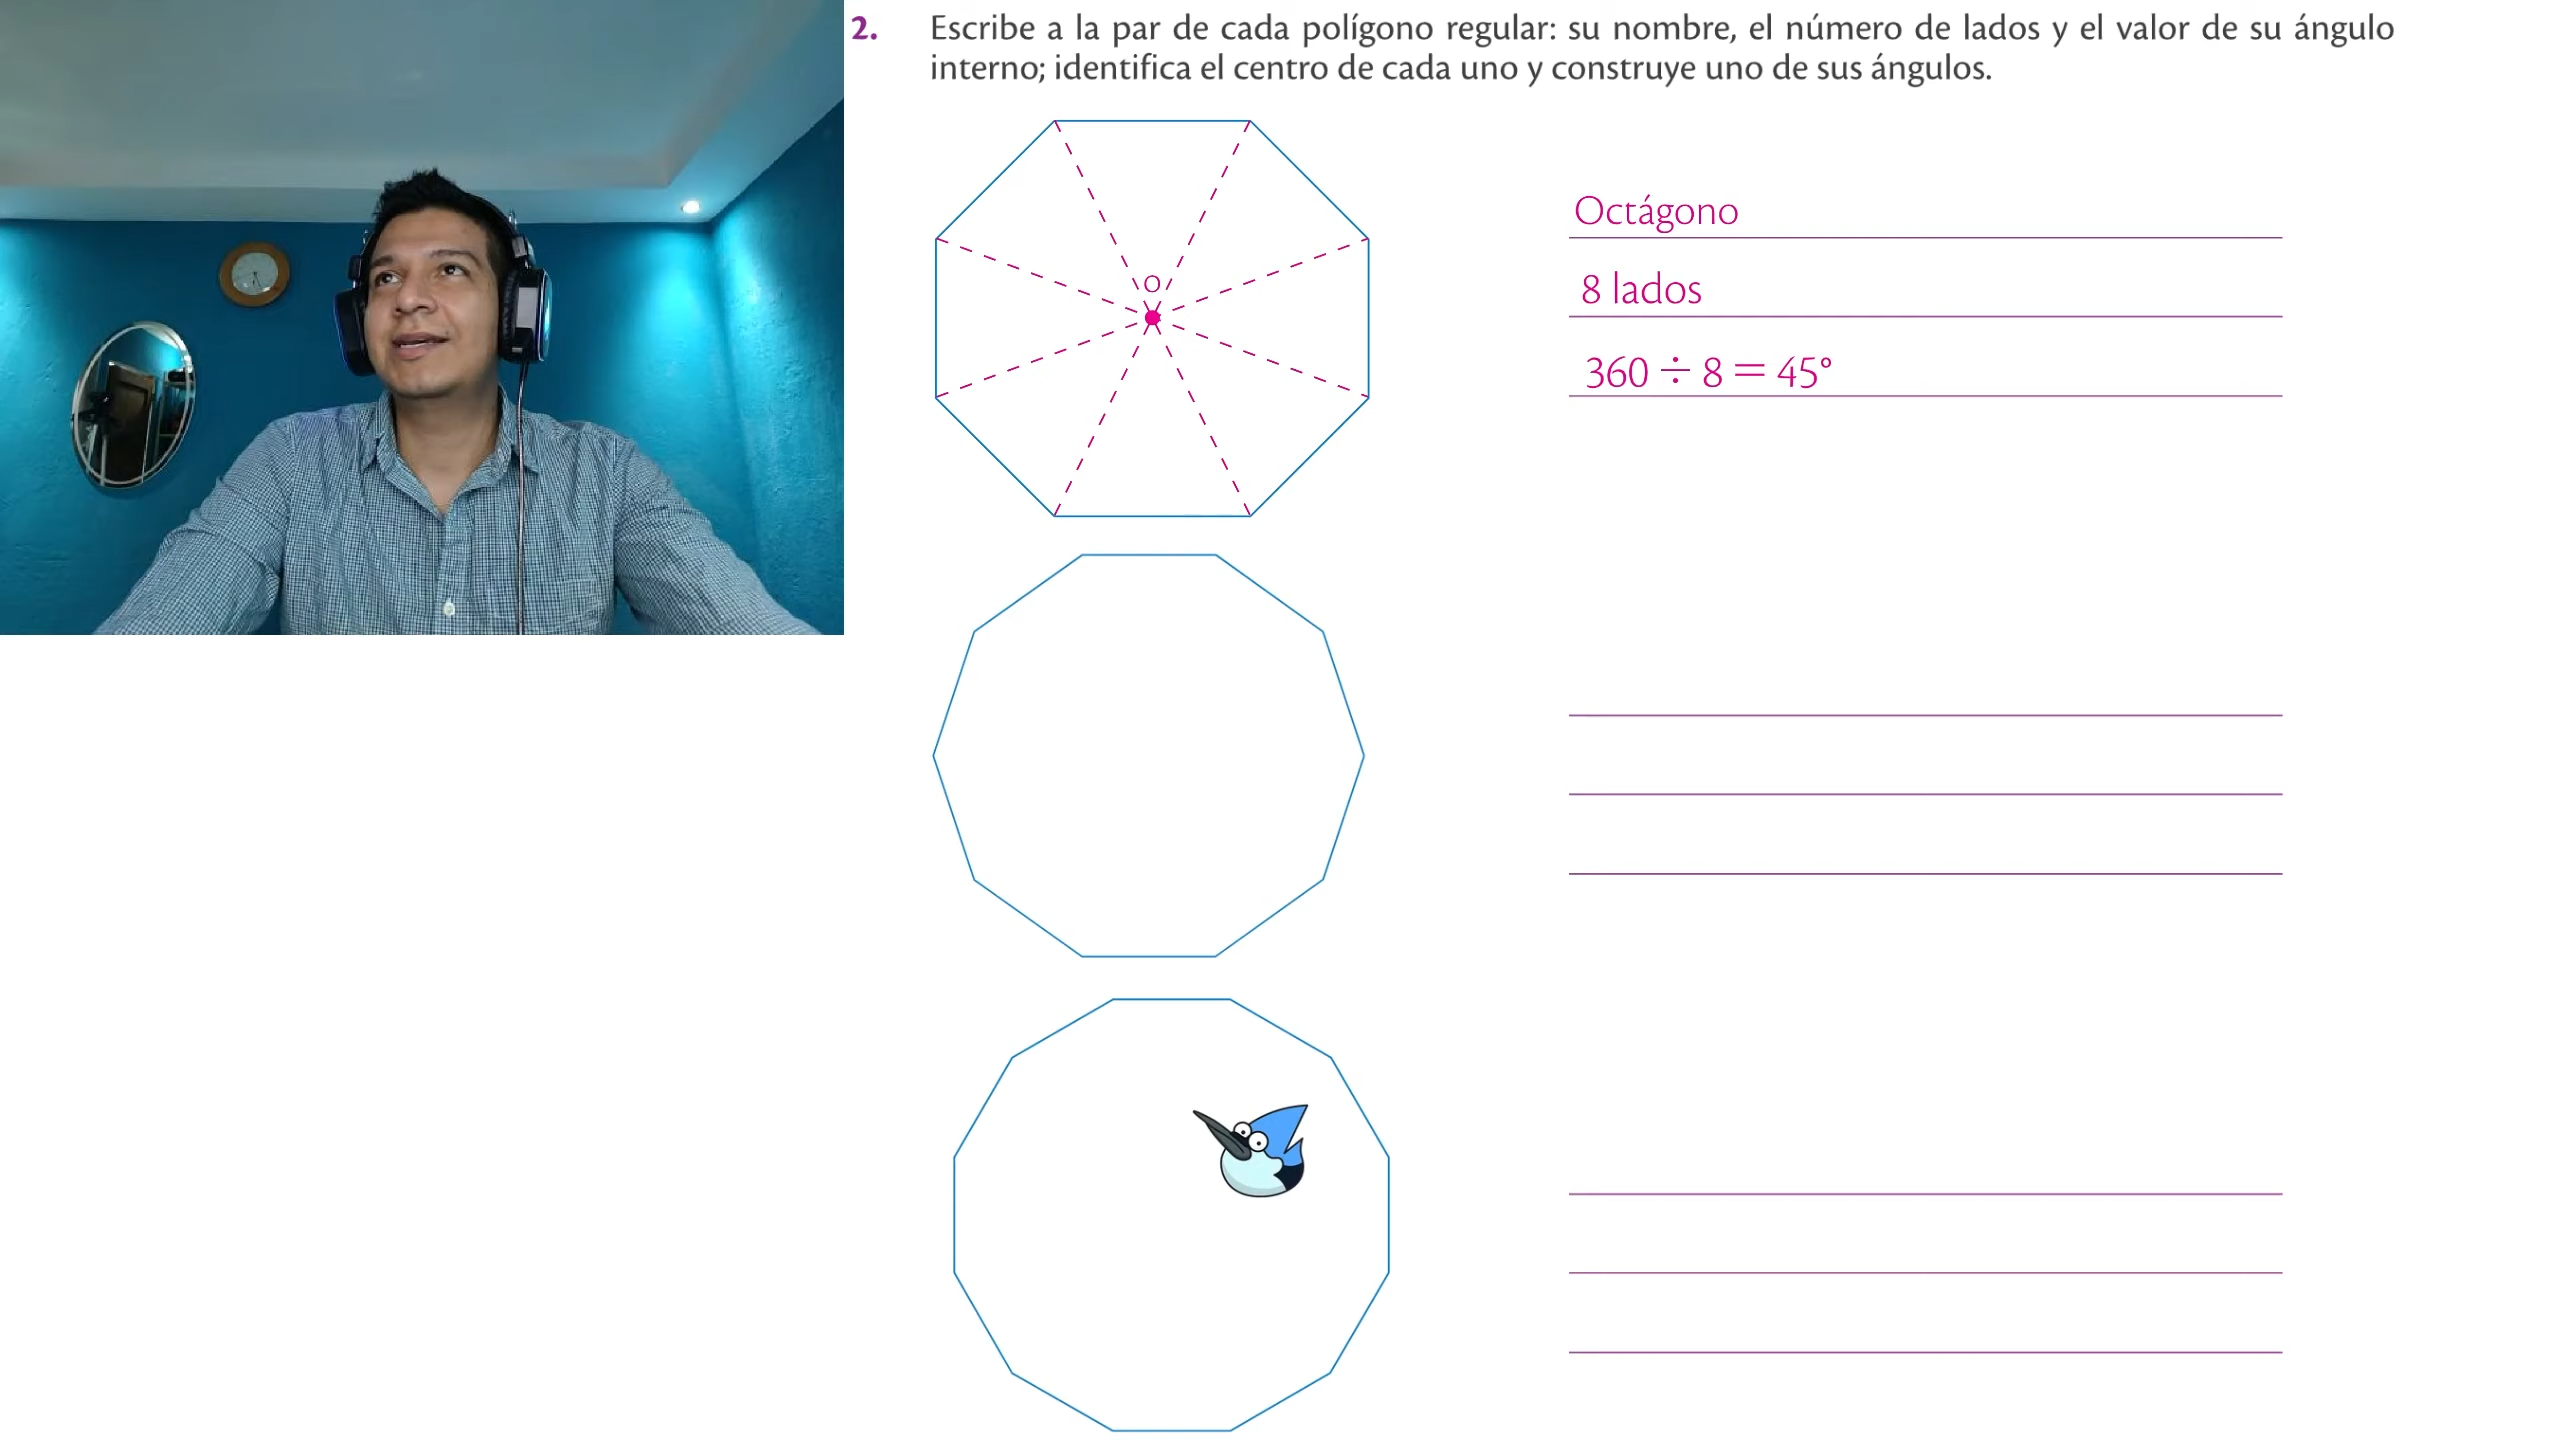 2. Escribe a la par de cada polígono regular: su nombre, el número de lados y el valor de su ángulo
interno; identifica el centro de cada uno y construye uno de sus ángulos.
O
Octágono
8 lados
360 ÷ 8 = 45°